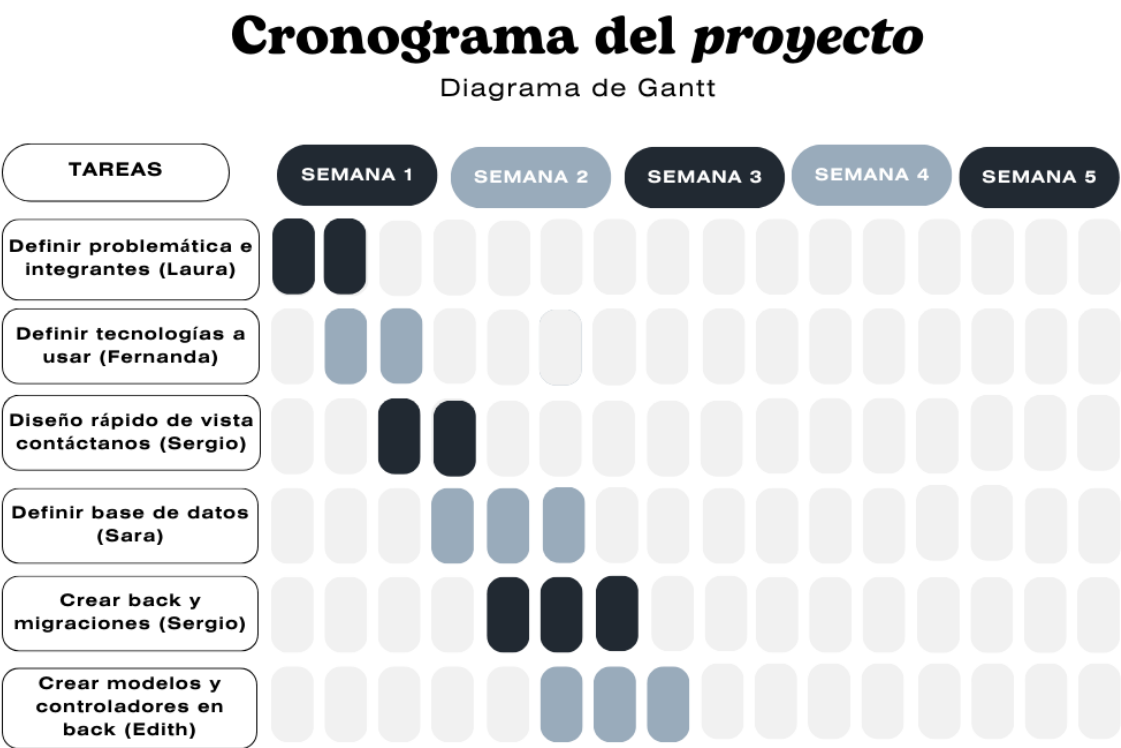 Cronograma del proyecto
Diagrama de Gantt
TAREAS
SEMANA 1
SEMANA 2
SEMANA 3
SEMANA 4
SEMANA 5
Definir problemática e
integrantes (Laura)
Definir tecnologías a
usar (Fernanda)
Diseño rápido de vista
contáctanos (Sergio)
Definir base de datos
(Sara)
Crear back y
migraciones (Sergio)
Crear modelos y
controladores en
back (Edith)